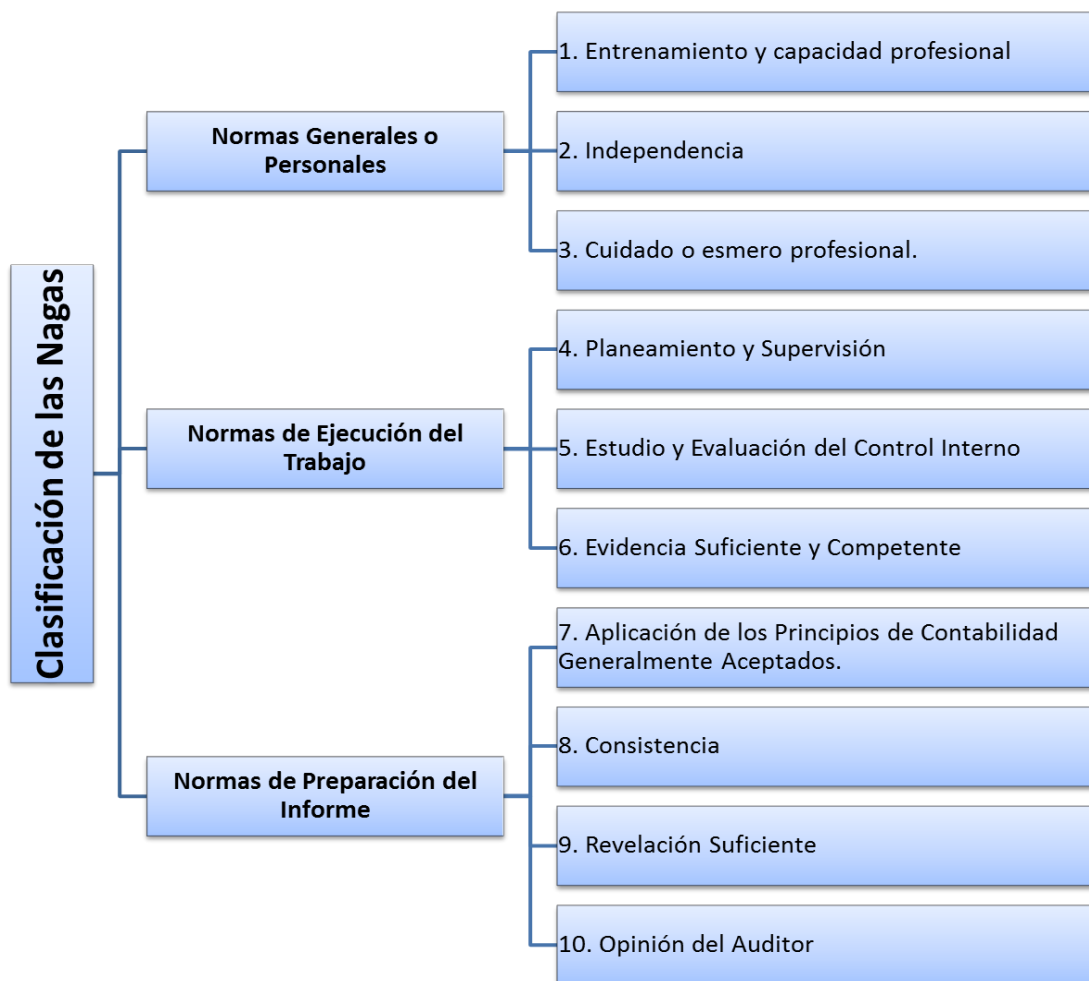 Clasificación de las Nagas
Normas Generales o
Personales
1. Entrenamiento y capacidad profesional
2. Independencia
3. Cuidado o esmero profesional.
Normas de Ejecución del
Trabajo
4. Planeamiento y Supervisión
5. Estudio y Evaluación del Control Interno
6. Evidencia Suficiente y Competente
Normas de Preparación del
Informe
7. Aplicación de los Principios de Contabilidad
Generalmente Aceptados.
8. Consistencia
9. Revelación Suficiente
10. Opinión del Auditor